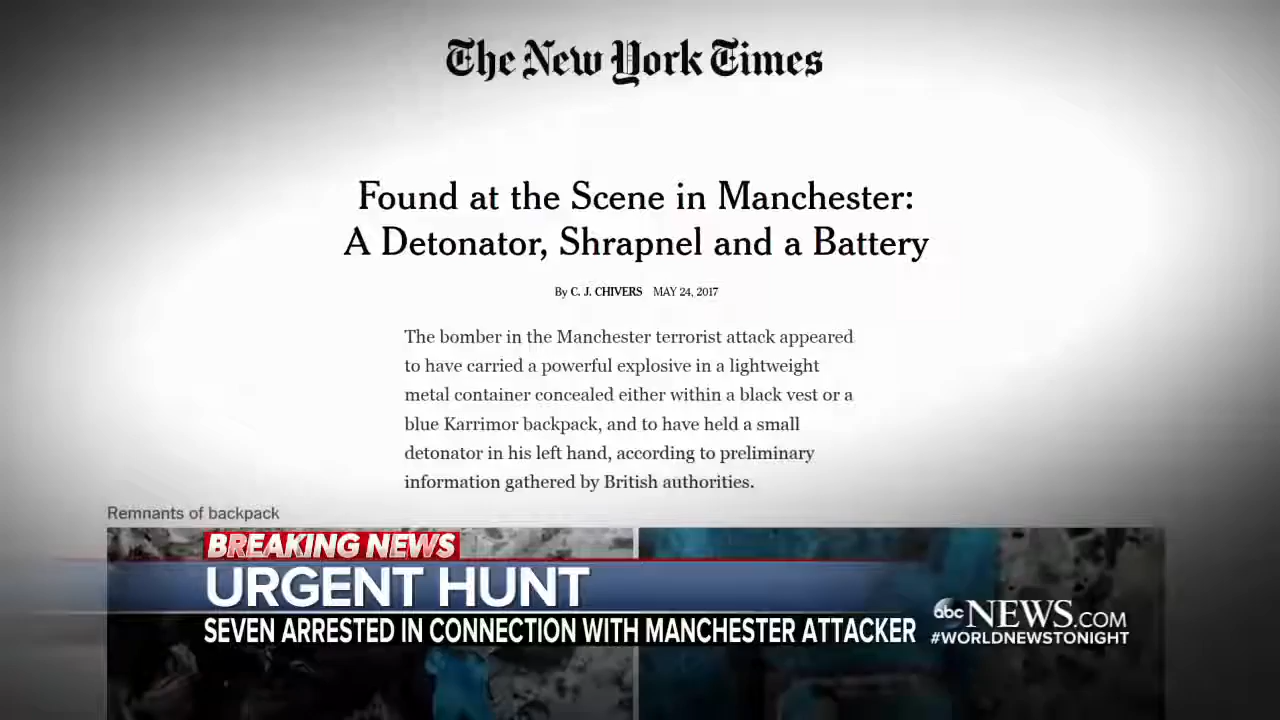 The New York Times
Found at the Scene in Manchester:
A Detonator, Shrapnel and a Battery
By C. J. CHIVERS MAY 24, 2017
The bomber in the Manchester terrorist attack appeared
to have carried a powerful explosive in a lightweight
metal container concealed either within a black vest or a
blue Karrimor backpack, and to have held a small
detonator in his left hand, according to preliminary
information gathered by British authorities.
Remnants of backpack
BREAKING NEWS
URGENT HUNT
SEVEN ARRESTED IN CONNECTION WITH MANCHESTER ATTACKER
abc NEWS.COM
#WORLDNEWSTONIGHT